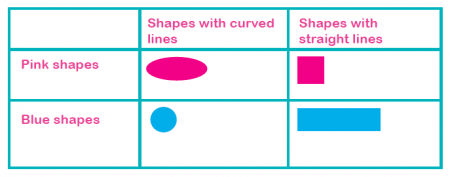 Shapes with curved
lines
Shapes with
straight lines
Pink shapes
Blue shapes